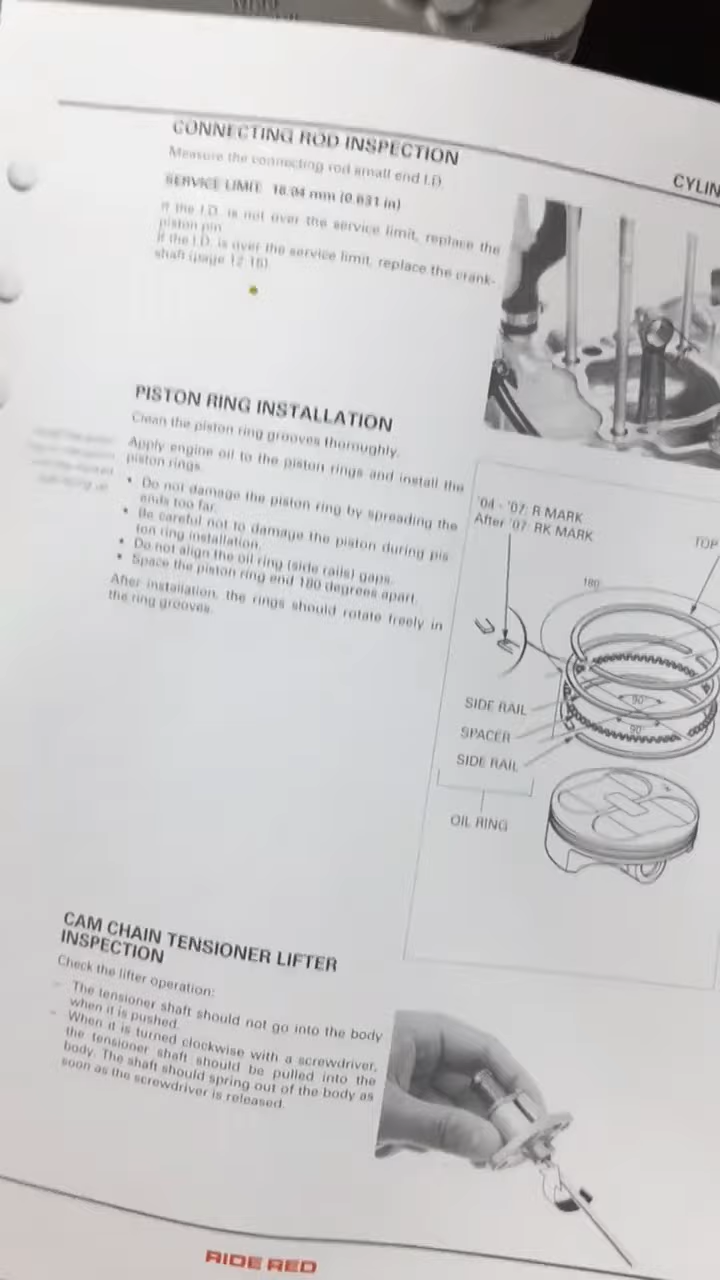 CYLIN
CONNECTING ROD INSPECTION
Measure the connecting rod small end I.D.
SERVICE LIMIT: 16.04 mm (0.631 in)
If the I.D. is not over the service limit, replace the
piston pin.
If the I.D. is over the service limit, replace the crank-
shaft (page 12-16).
PISTON RING INSTALLATION
Clean the piston ring grooves thoroughly.
Apply engine oil to the piston rings and install the
piston rings.
• Do not damage the piston ring by spreading the
ends too far.
• Be careful not to damage the piston during pis
ton ring installation.
• Do not align the oil ring (side rails) gaps.
• Space the piston ring end 180 degrees apart.
After installation, the rings should rotate freely in
the ring grooves.
'04 - '07: R MARK
After '07: RK MARK
TOP
180
90°
90°
SIDE RAIL
SPACER
SIDE RAIL
OIL RING
CAM CHAIN TENSIONER LIFTER
INSPECTION
Check the lifter operation:
– The tensioner shaft should not go into the body
when it is pushed.
– When it is turned clockwise with a screwdriver,
the tensioner shaft should be pulled into the
body. The shaft should spring out of the body as
soon as the screwdriver is released.
RIDE RED